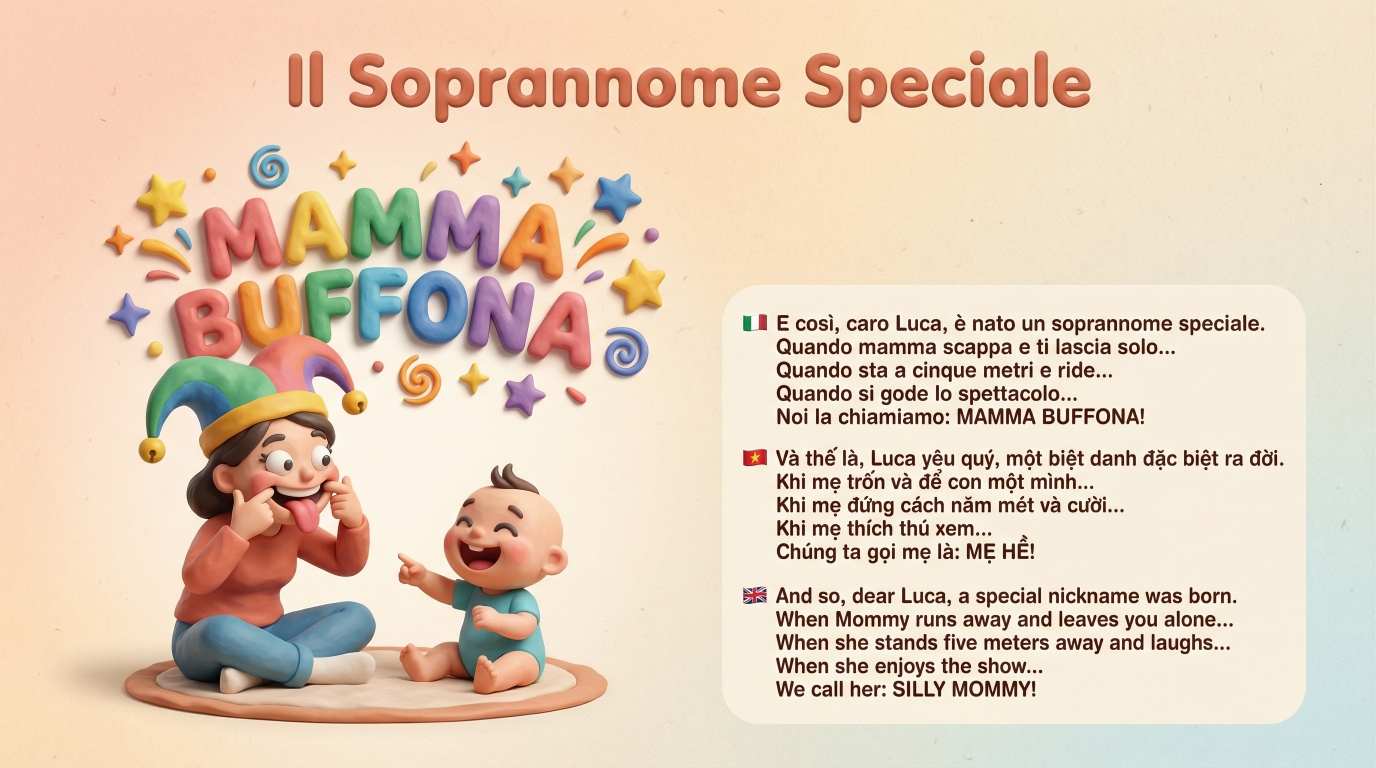 Il Soprannome Speciale
MAMMA
BUFFONA
E così, caro Luca, è nato un soprannome speciale.
Quando mamma scappa e ti lascia solo...
Quando sta a cinque metri e ride...
Quando si gode lo spettacolo...
Noi la chiamiamo: MAMMA BUFFONA!
Và thế là, Luca yêu quý, một biệt danh đặc biệt ra đời.
Khi mẹ trốn và để con một mình...
Khi mẹ đứng cách năm mét và cười...
Khi mẹ thích thú xem...
Chúng ta gọi mẹ là: MẸ HỀ!
And so, dear Luca, a special nickname was born.
When Mommy runs away and leaves you alone...
When she stands five meters away and laughs...
When she enjoys the show...
We call her: SILLY MOMMY!